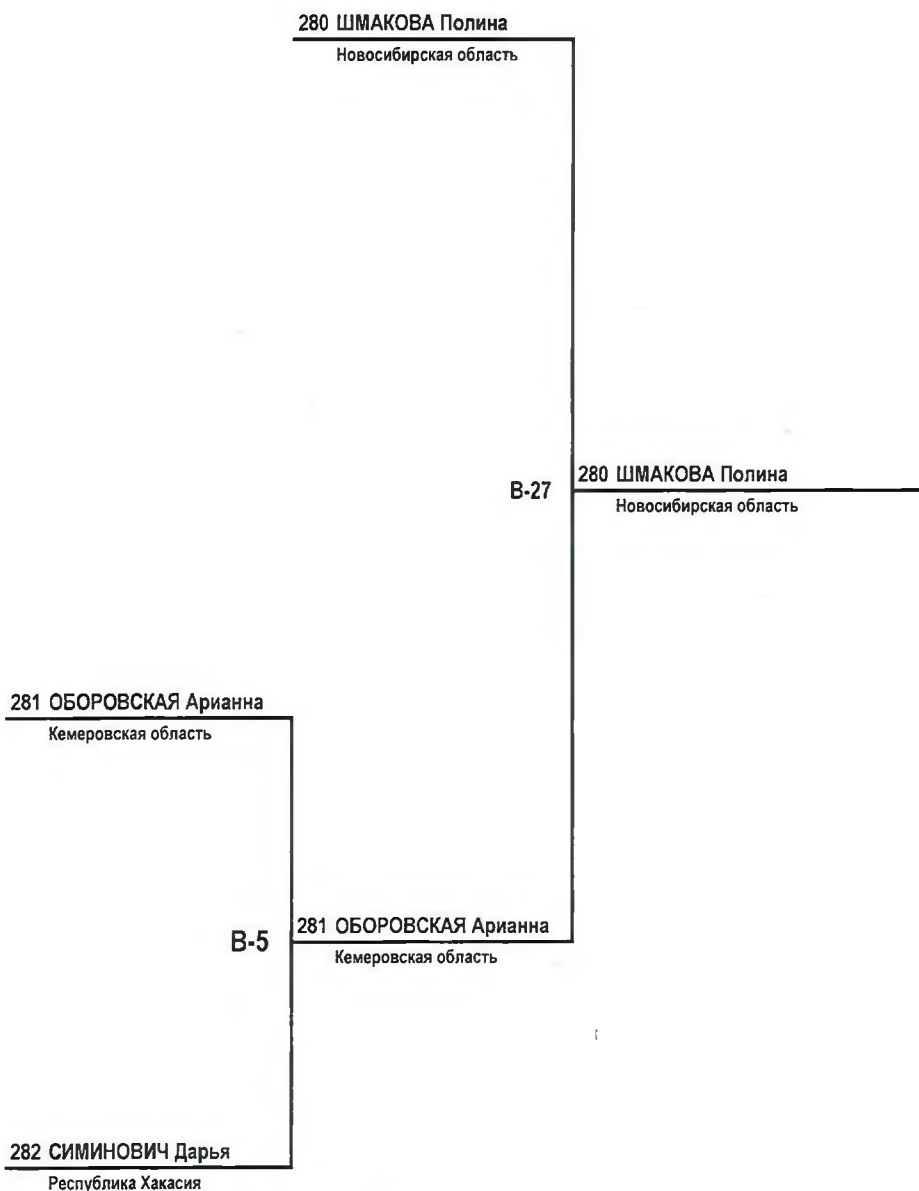 280 ШМАКОВА Полина
Новосибирская область
B-27
280 ШМАКОВА Полина
Новосибирская область
281 ОБОРОВСКАЯ Арианна
Кемеровская область
B-5
281 ОБОРОВСКАЯ Арианна
Кемеровская область
282 СИМИНОВИЧ Дарья
Республика Хакасия